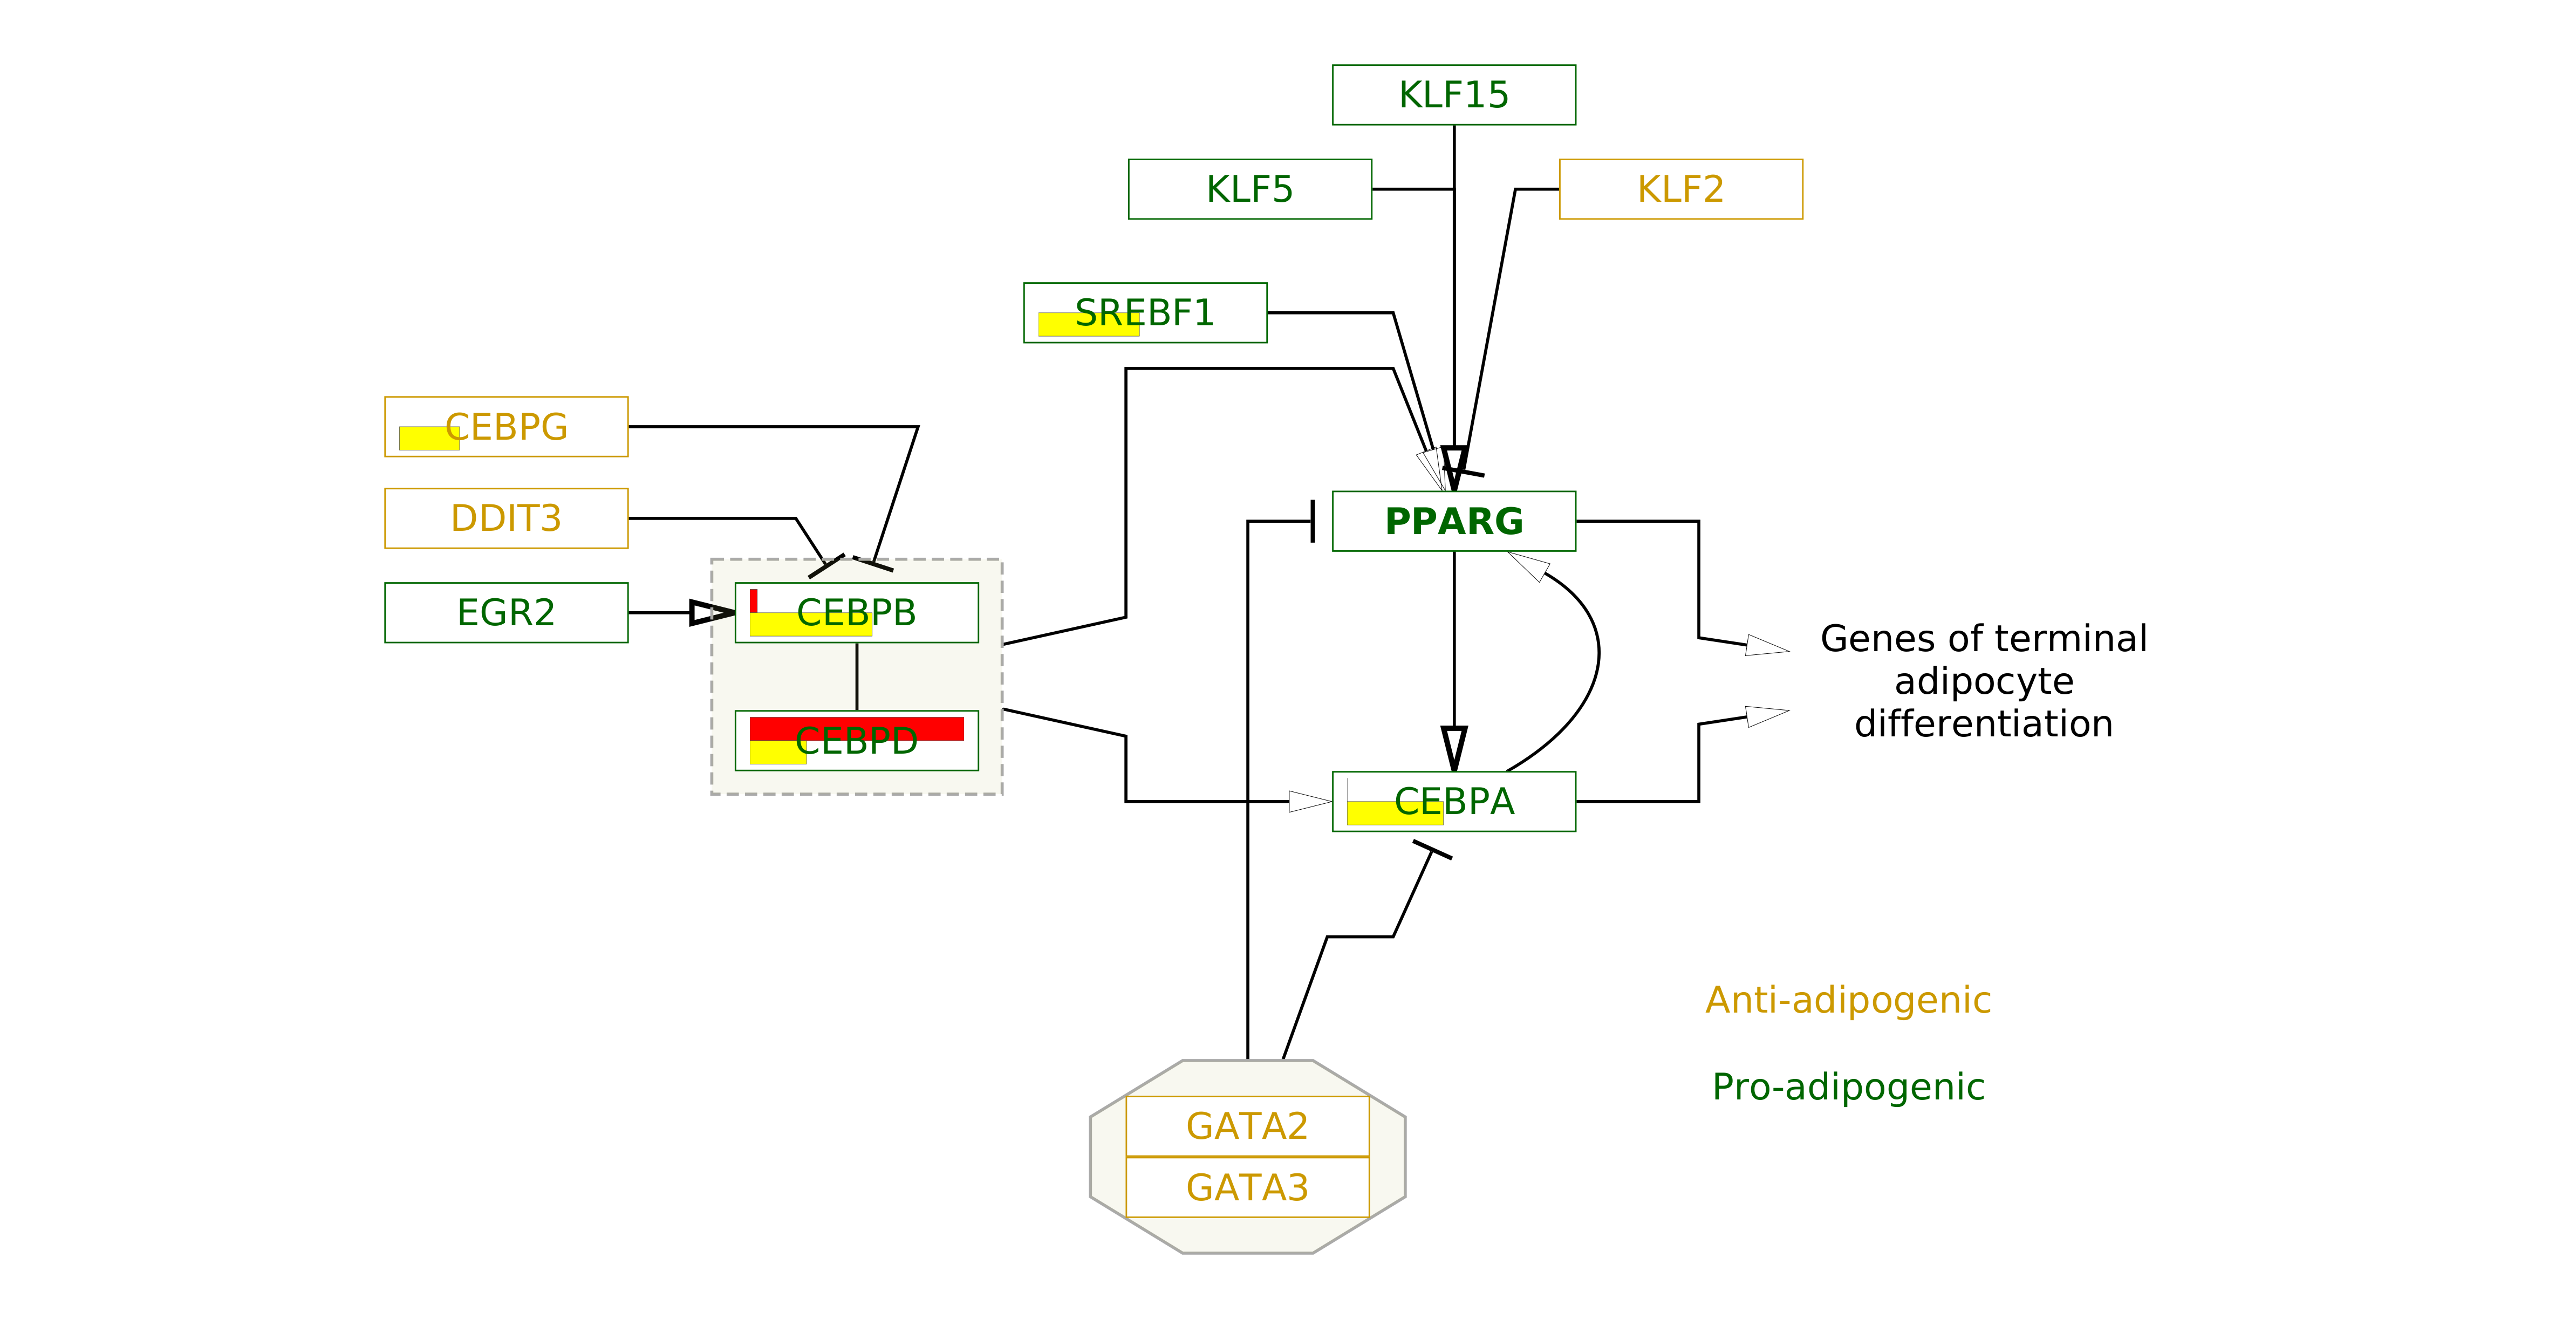 KLF15
KLF5
KLF2
SREBF1
CEBPG
DDIT3
PPARG
EGR2
CEBPB
CEBPD
CEBPA
Genes of terminal
adipocyte
differentiation
Anti-adipogenic
Pro-adipogenic
GATA2
GATA3